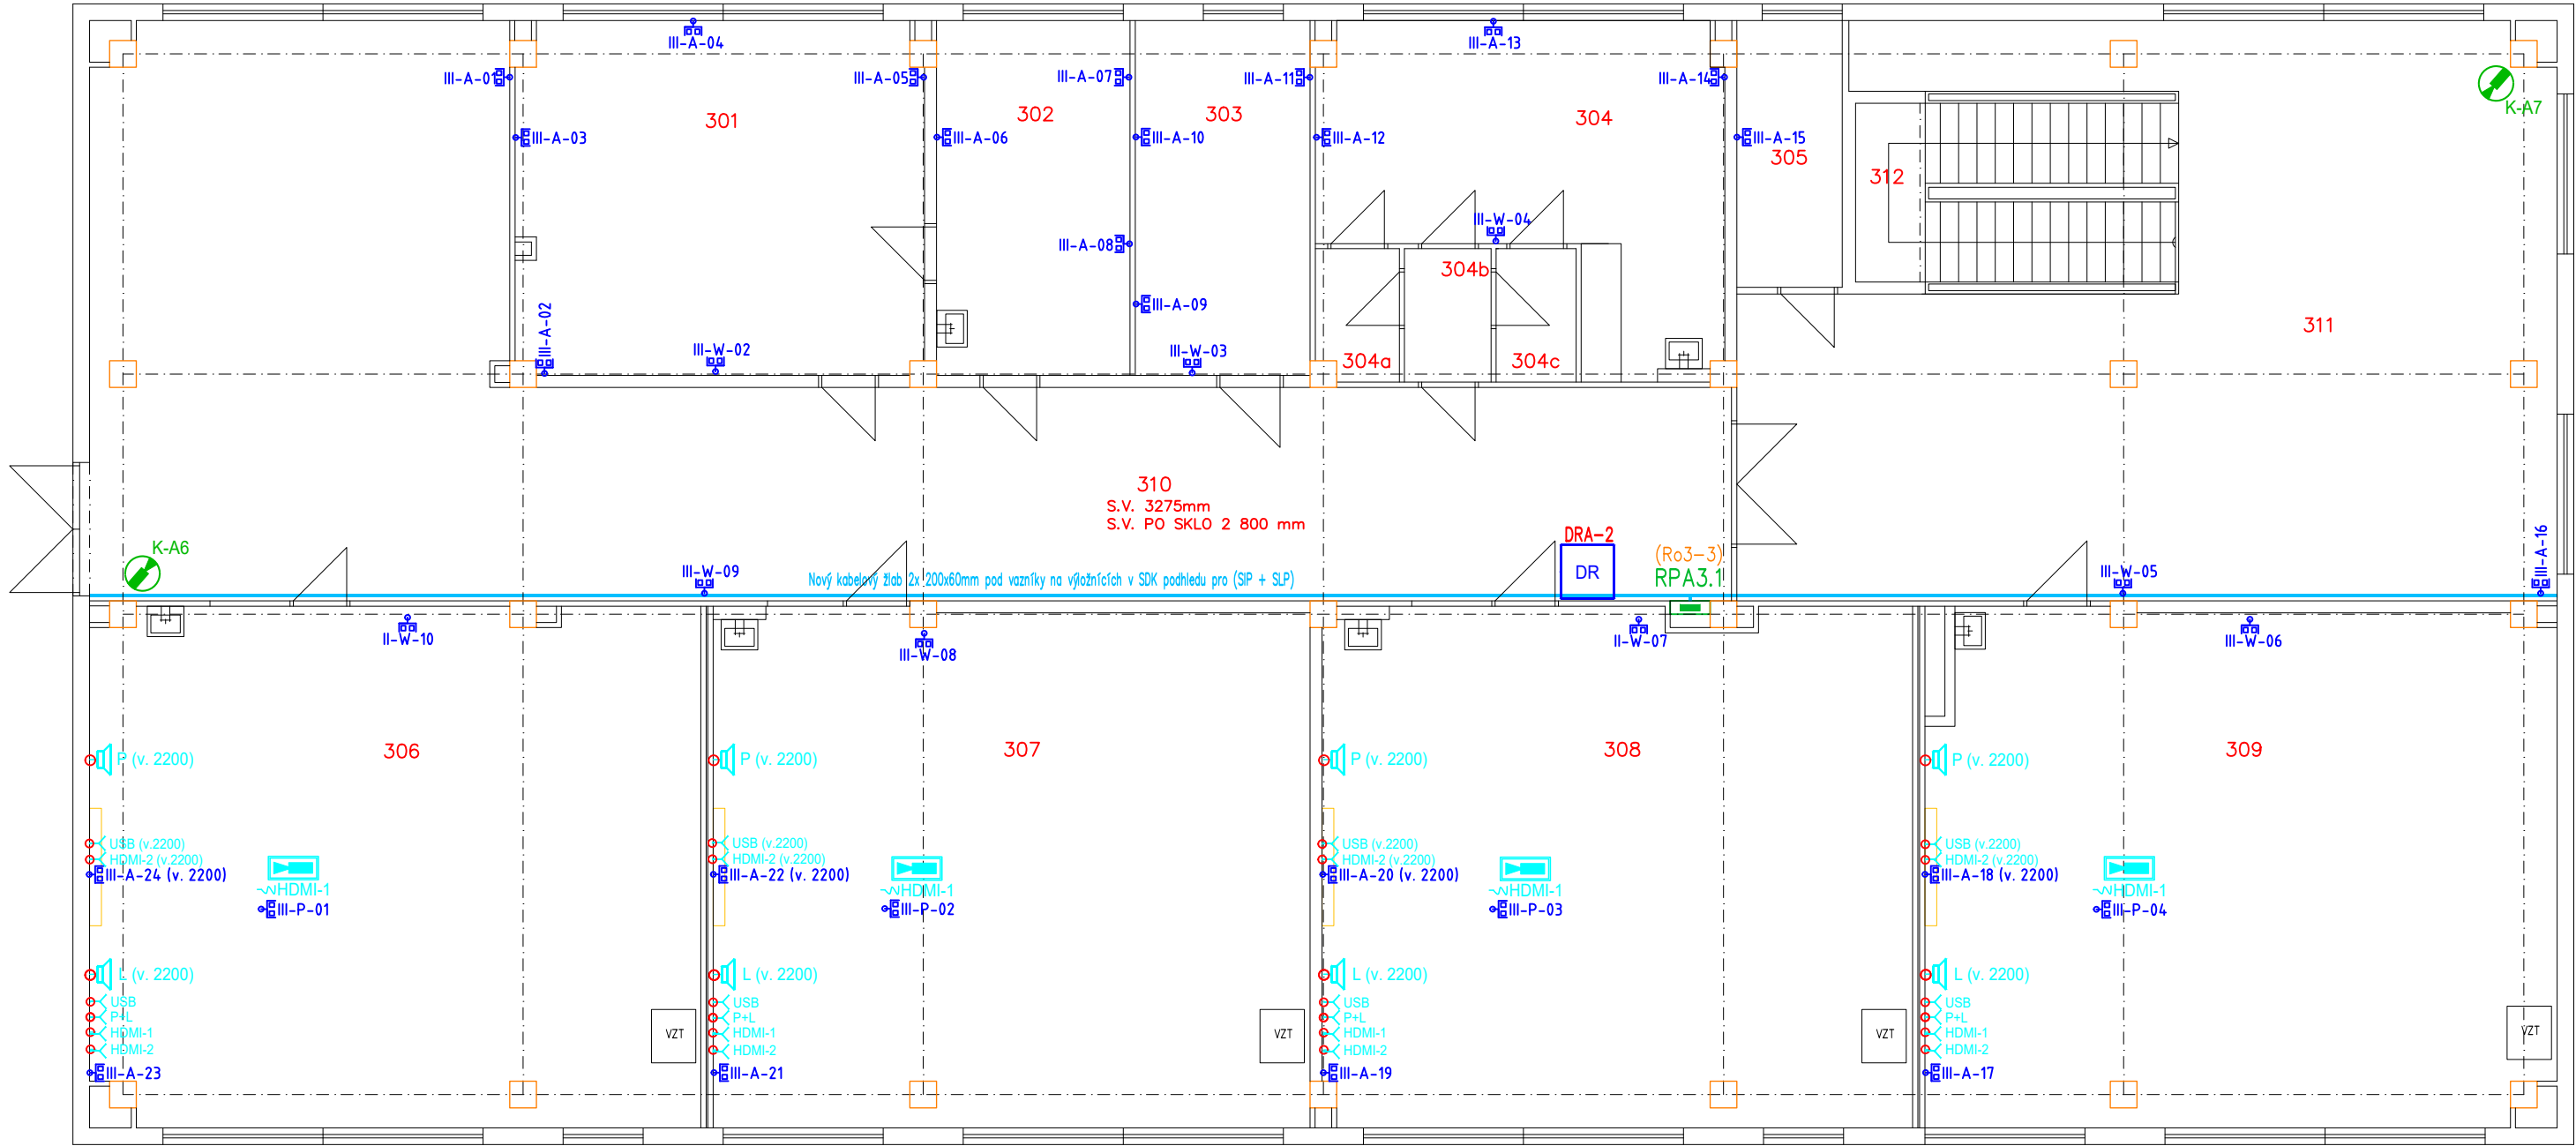 III-A-04
III-A-13
III-A-01
III-A-05
III-A-07
III-A-11
III-A-14
K-A7
301
302
303
304
III-A-03
III-A-06
III-A-10
III-A-12
III-A-15
305
312
III-W-04
III-A-08
304b
III-A-09
III-A-02
311
III-W-02
III-W-03
304a
304c
310
S.V. 3275mm
S.V. PO SKLO 2 800 mm
DRA-2
DR
(Ro3-3)
RPA3.1
K-A6
III-W-09
Nový kabelový žlab 2x 200x60mm pod vazníky na výložnících v SDK podhledu pro (SIP + SLP)
III-W-05
III-A-16
II-W-10
III-W-08
II-W-07
III-W-06
306
307
308
309
P (v. 2200)
P (v. 2200)
P (v. 2200)
P (v. 2200)
USB (v.2200)
HDMI-2 (v.2200)
III-A-24 (v. 2200)
HDMI-1
III-P-01
USB (v.2200)
HDMI-2 (v.2200)
III-A-22 (v. 2200)
HDMI-1
III-P-02
USB (v.2200)
HDMI-2 (v.2200)
III-A-20 (v. 2200)
HDMI-1
III-P-03
USB (v.2200)
HDMI-2 (v.2200)
III-A-18 (v. 2200)
HDMI-1
III-P-04
L (v. 2200)
USB
P+L
HDMI-1
HDMI-2
III-A-23
VZT
L (v. 2200)
USB
P+L
HDMI-1
HDMI-2
III-A-21
VZT
L (v. 2200)
USB
P+L
HDMI-1
HDMI-2
III-A-19
VZT
L (v. 2200)
USB
P+L
HDMI-1
HDMI-2
III-A-17
VZT